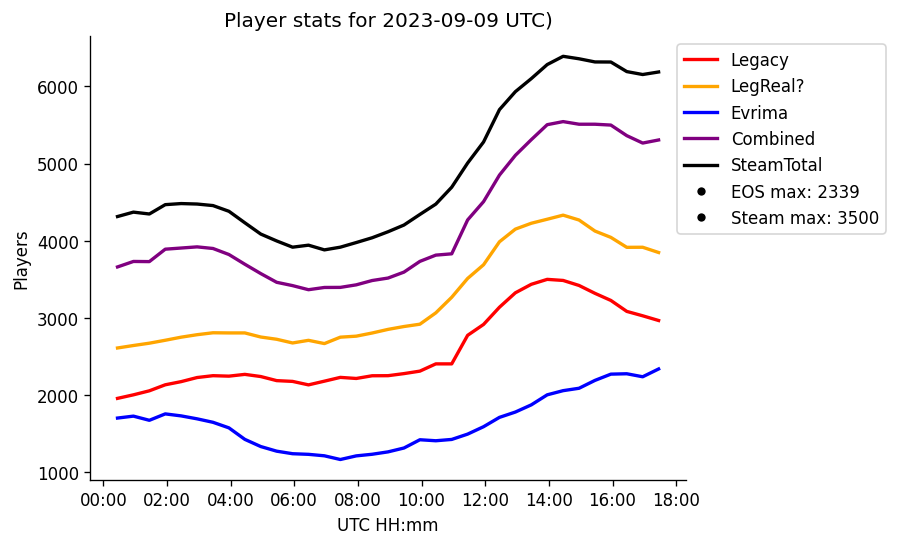 Player stats for 2023-09-09 UTC)
Legacy
LegReal?
Evrima
Combined
SteamTotal
EOS max: 2339
Steam max: 3500
Players
6000
5000
4000
3000
2000
1000
00:00 02:00 04:00 06:00 08:00 10:00 12:00 14:00 16:00 18:00
UTC HH:mm